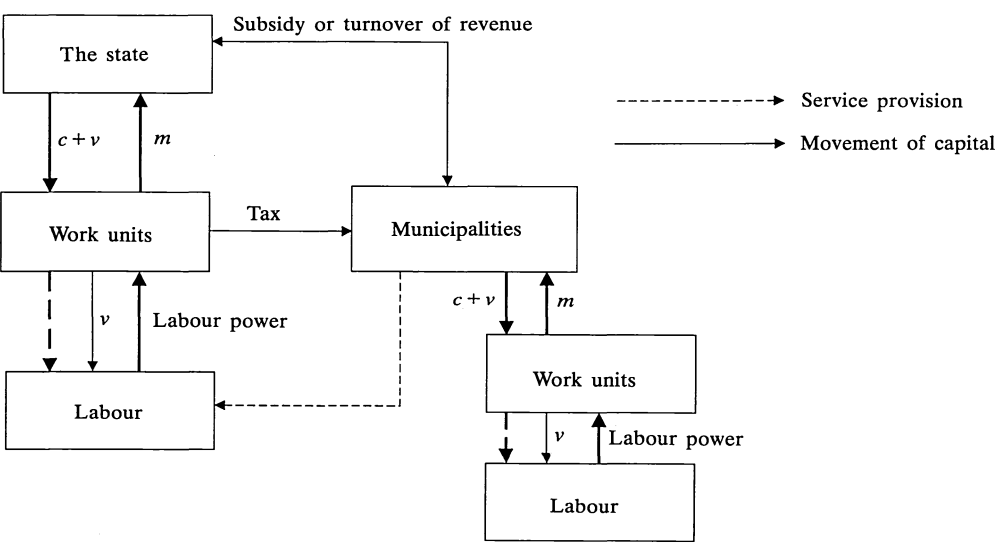 Subsidy or turnover of revenue
The state
Service provision
c + v
m
Movement of capital
Tax
Work units
Municipalities
c + v
m
v
Labour power
Work units
Labour
v
Labour power
Labour